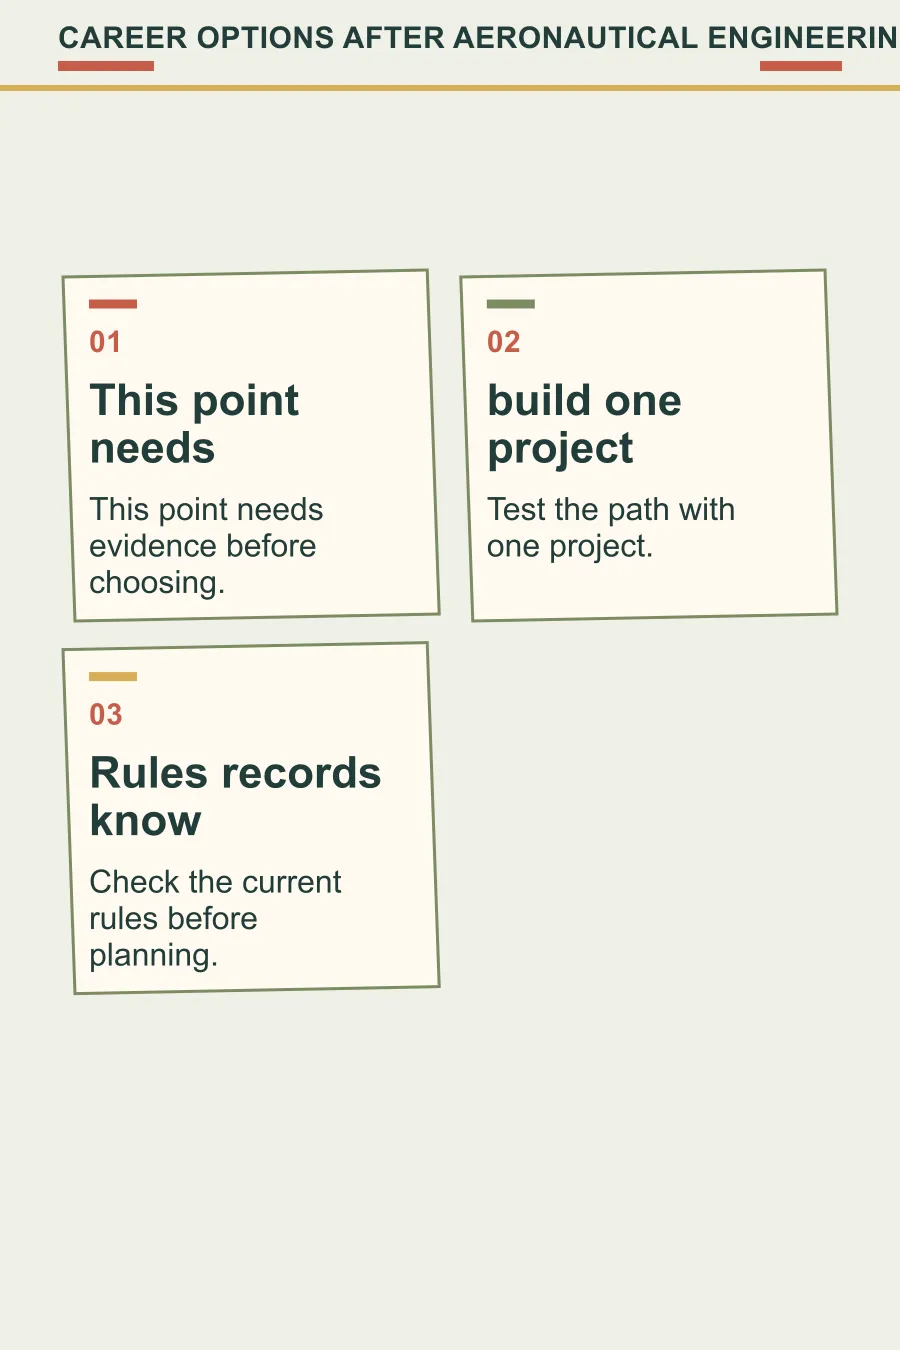 CAREER OPTIONS AFTER AERONAUTICAL ENGINEERIN
01
This point
needs
This point needs
evidence before
choosing.
02
build one
project
Test the path with
one project.
03
Rules records
know
Check the current
rules before
planning.